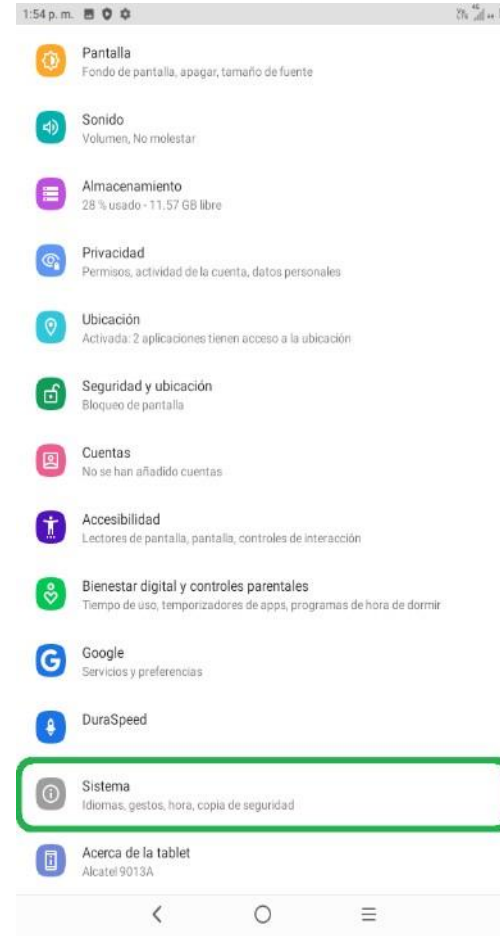 1:54 p. m.
Pantalla
Fondo de pantalla, apagar, tamaño de fuente
Sonido
Volumen, No molestar
Almacenamiento
28 % usado - 11.57 GB libre
Privacidad
Permisos, actividad de la cuenta, datos personales
Ubicación
Activada: 2 aplicaciones tienen acceso a la ubicación
Seguridad y ubicación
Bloqueo de pantalla
Cuentas
No se han añadido cuentas
Accesibilidad
Lectores de pantalla, pantalla, controles de interacción
Bienestar digital y controles parentales
Tiempo de uso, temporizadores de apps, programas de hora de dormir
Google
Servicios y preferencias
DuraSpeed
Sistema
Idiomas, gestos, hora, copia de seguridad
Acerca de la tablet
Alcatel 9013A